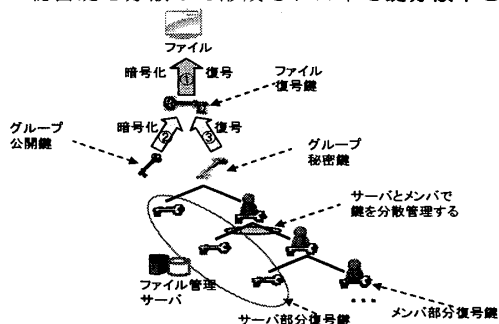 ファイル
暗号化 ① 復号
ファイル
復号鍵
暗号化 ② ③ 復号
グループ
公開鍵
グループ
秘密鍵
サーバとメンバで
鍵を分散管理する
ファイル管理
サーバ
・・・
メンバ部分復号鍵
サーバ部分復号鍵